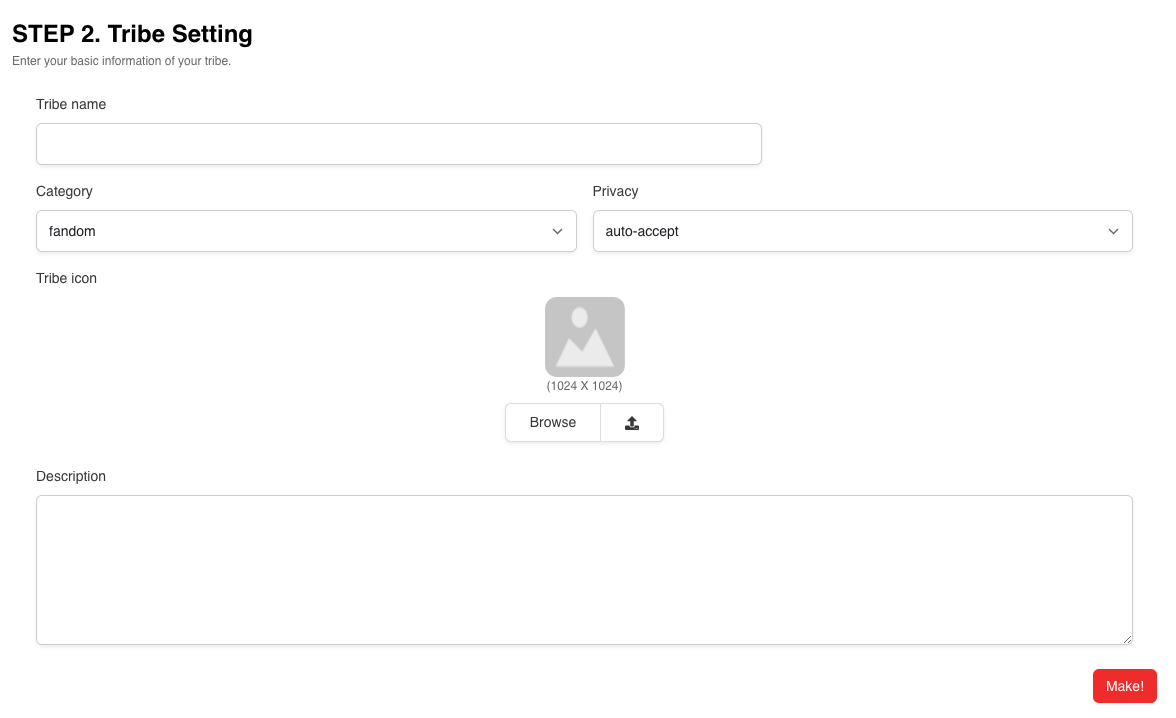 STEP 2. Tribe Setting
Enter your basic information of your tribe.
Tribe name
Category
Privacy
fandom
auto-accept
Tribe icon
(1024 X 1024)
Browse
Description
Make!